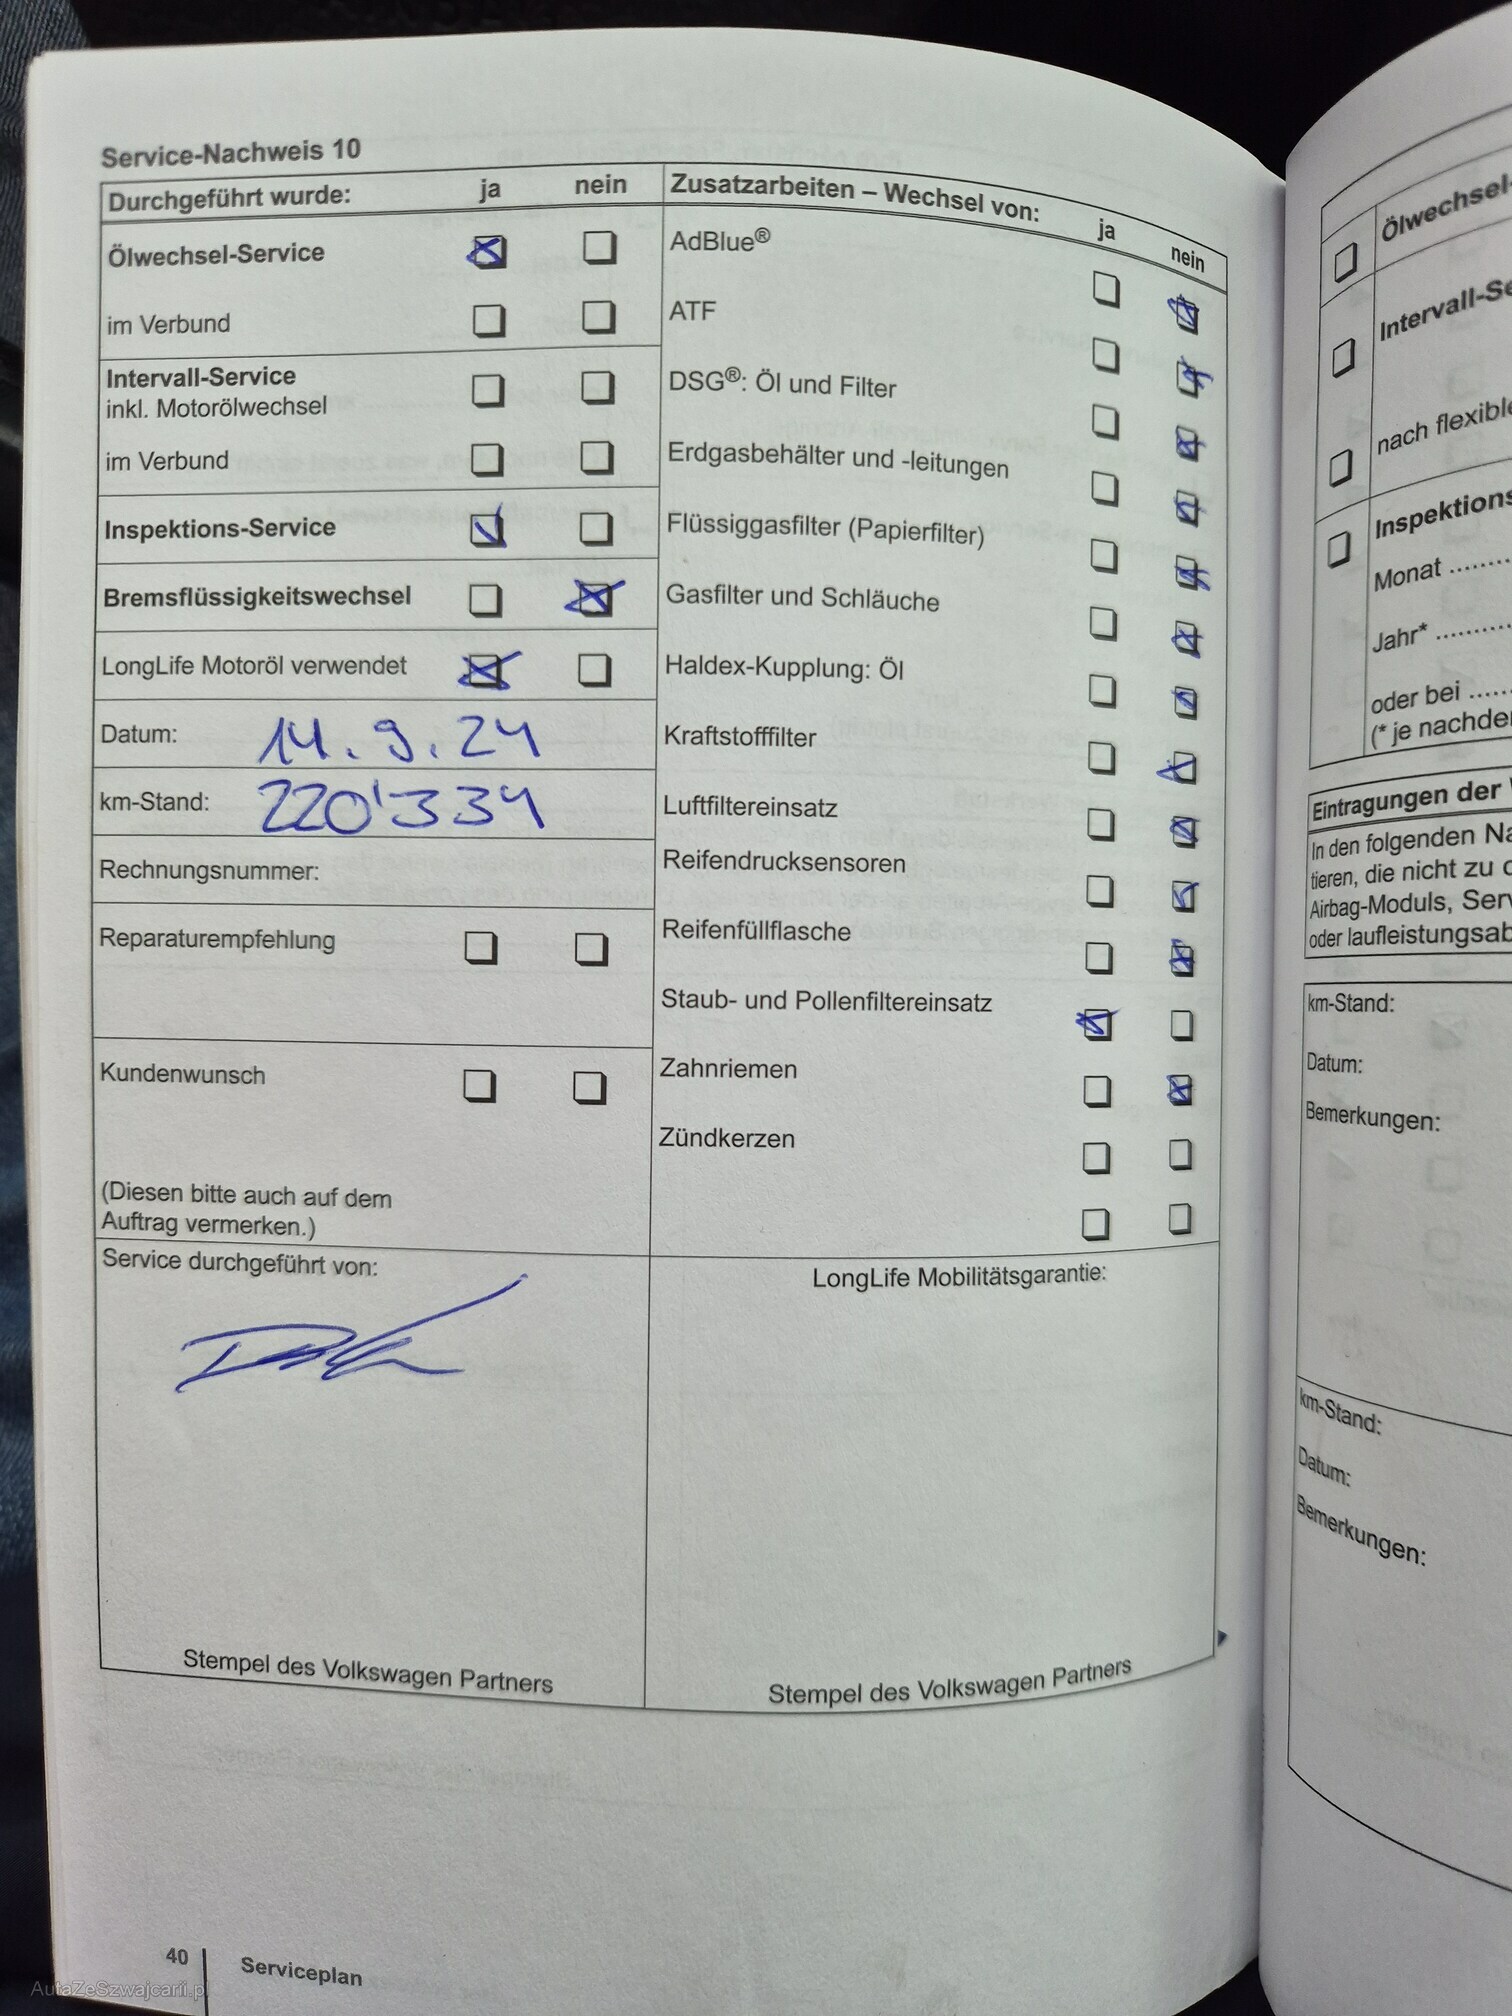 Service-Nachweis 10
Durchgeführt wurde: ja nein
Ölwechsel-Service
im Verbund
Intervall-Service
inkl. Motorölwechsel
im Verbund
Inspektions-Service
Bremsflüssigkeitswechsel
LongLife Motoröl verwendet
Datum: 14.9.24
km-Stand: 220'334
Rechnungsnummer:
Reparaturempfehlung
Kundenwunsch
(Diesen bitte auch auf dem
Auftrag vermerken.)
Service durchgeführt von:
Stempel des Volkswagen Partners
Zusatzarbeiten – Wechsel von: ja nein
AdBlue®
ATF
DSG®: Öl und Filter
Erdgasbehälter und -leitungen
Flüssiggasfilter (Papierfilter)
Gasfilter und Schläuche
Haldex-Kupplung: Öl
Kraftstofffilter
Luftfiltereinsatz
Reifendrucksensoren
Reifenfüllflasche
Staub- und Pollenfiltereinsatz
Zahnriemen
Zündkerzen
LongLife Mobilitätsgarantie:
Stempel des Volkswagen Partners
40 Serviceplan
Ölwechsel-
Intervall-Se
nach flexible
Inspektions
Monat ..........
Jahr* ..........
oder bei ......
(* je nachde
Eintragungen der
In den folgenden Na
tieren, die nicht zu
Airbag-Moduls, Serv
oder laufleistungsab
km-Stand:
Datum:
Bemerkungen:
km-Stand:
Datum:
Bemerkungen:
AutaZeSzwajcarii.pl